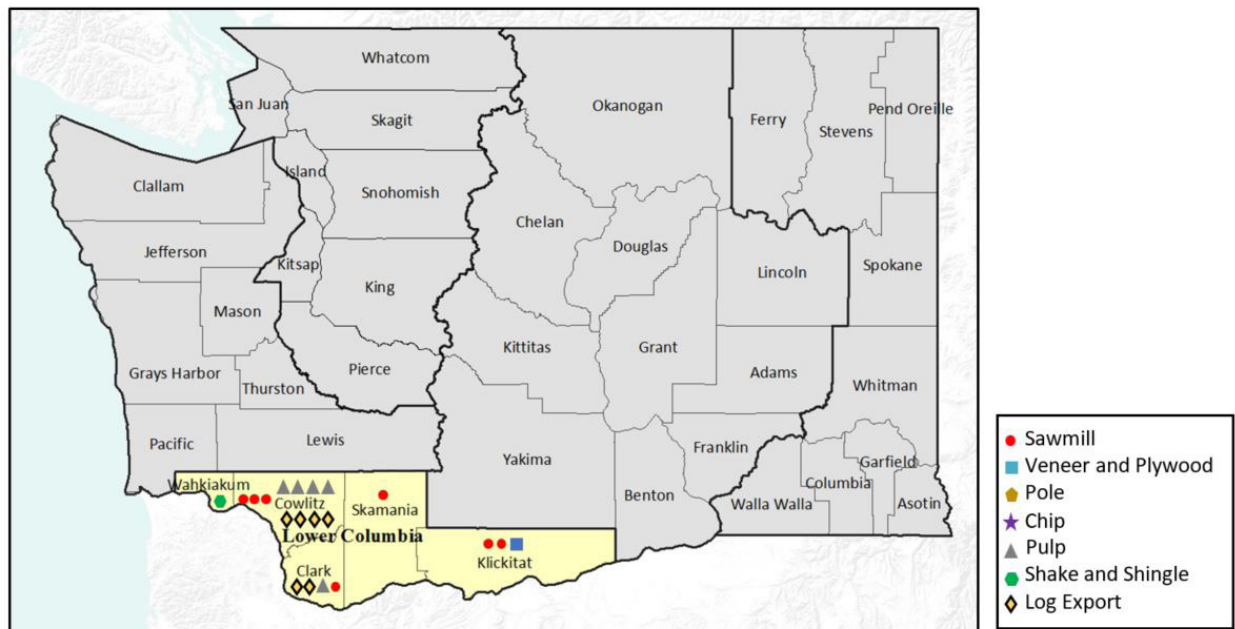 Whatcom
San Juan
Okanogan
Pend Oreille
Skagit
Ferry
Stevens
Island
Clallam
Snohomish
Chelan
Douglas
Jefferson
Kitsap
Lincoln
Spokane
King
Mason
Kittitas
Grant
Grays Harbor
Pierce
Adams
Thurston
Whitman
Pacific
Lewis
Franklin
Yakima
Garfield
Wahkiakum
Benton
Walla Walla
Columbia
Asotin
Cowlitz
Skamania
Lower Columbia
Klickitat
Clark
Sawmill
Veneer and Plywood
Pole
Chip
Pulp
Shake and Shingle
Log Export